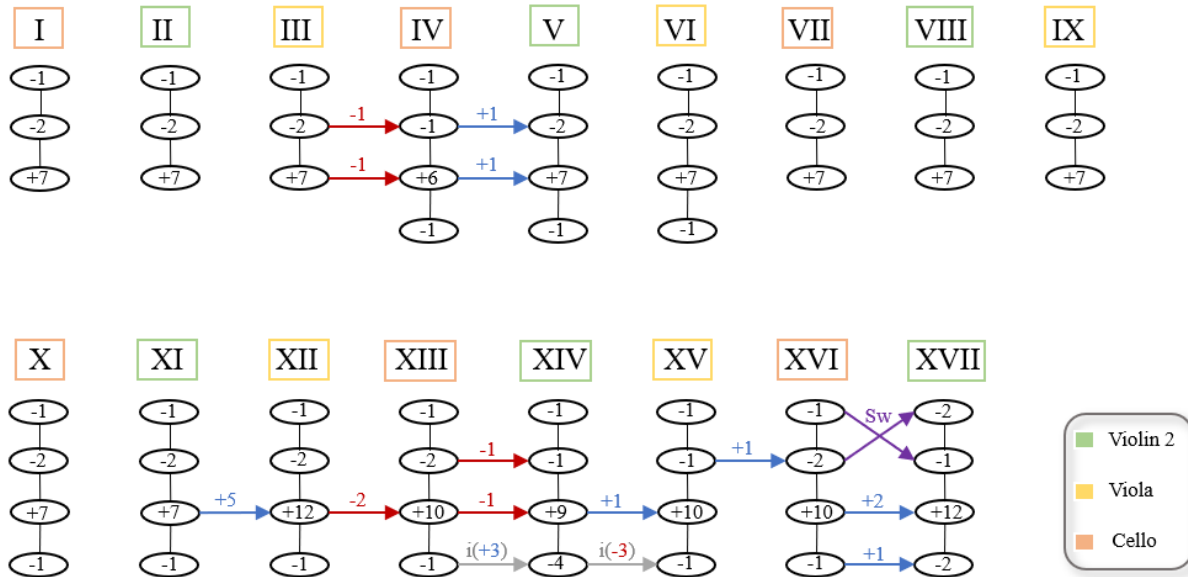 I II III IV V VI VII VIII IX
-1 -1 -1 -1 -1 -1 -1 -1 -1
-2 -2 -2 -1 -1 +1 -2 -2 -2 -2 -2
+7 +7 +7 -1 +6 +1 +7 +7 +7 +7 +7
-1 -1 -1
X XI XII XIII XIV XV XVI XVII
-1 -1 -1 -1 -1 -1 -1 Sw -2
-2 -2 -2 -2 -1 -1 -1 +1 -2 -1
+7 +7 +5 +12 -2 +10 -1 +9 +1 +10 +10 +2 +12
-1 -1 -1 -1 i(+3) -4 i(-3) -1 -1 +1 -2
Violin 2
Viola
Cello